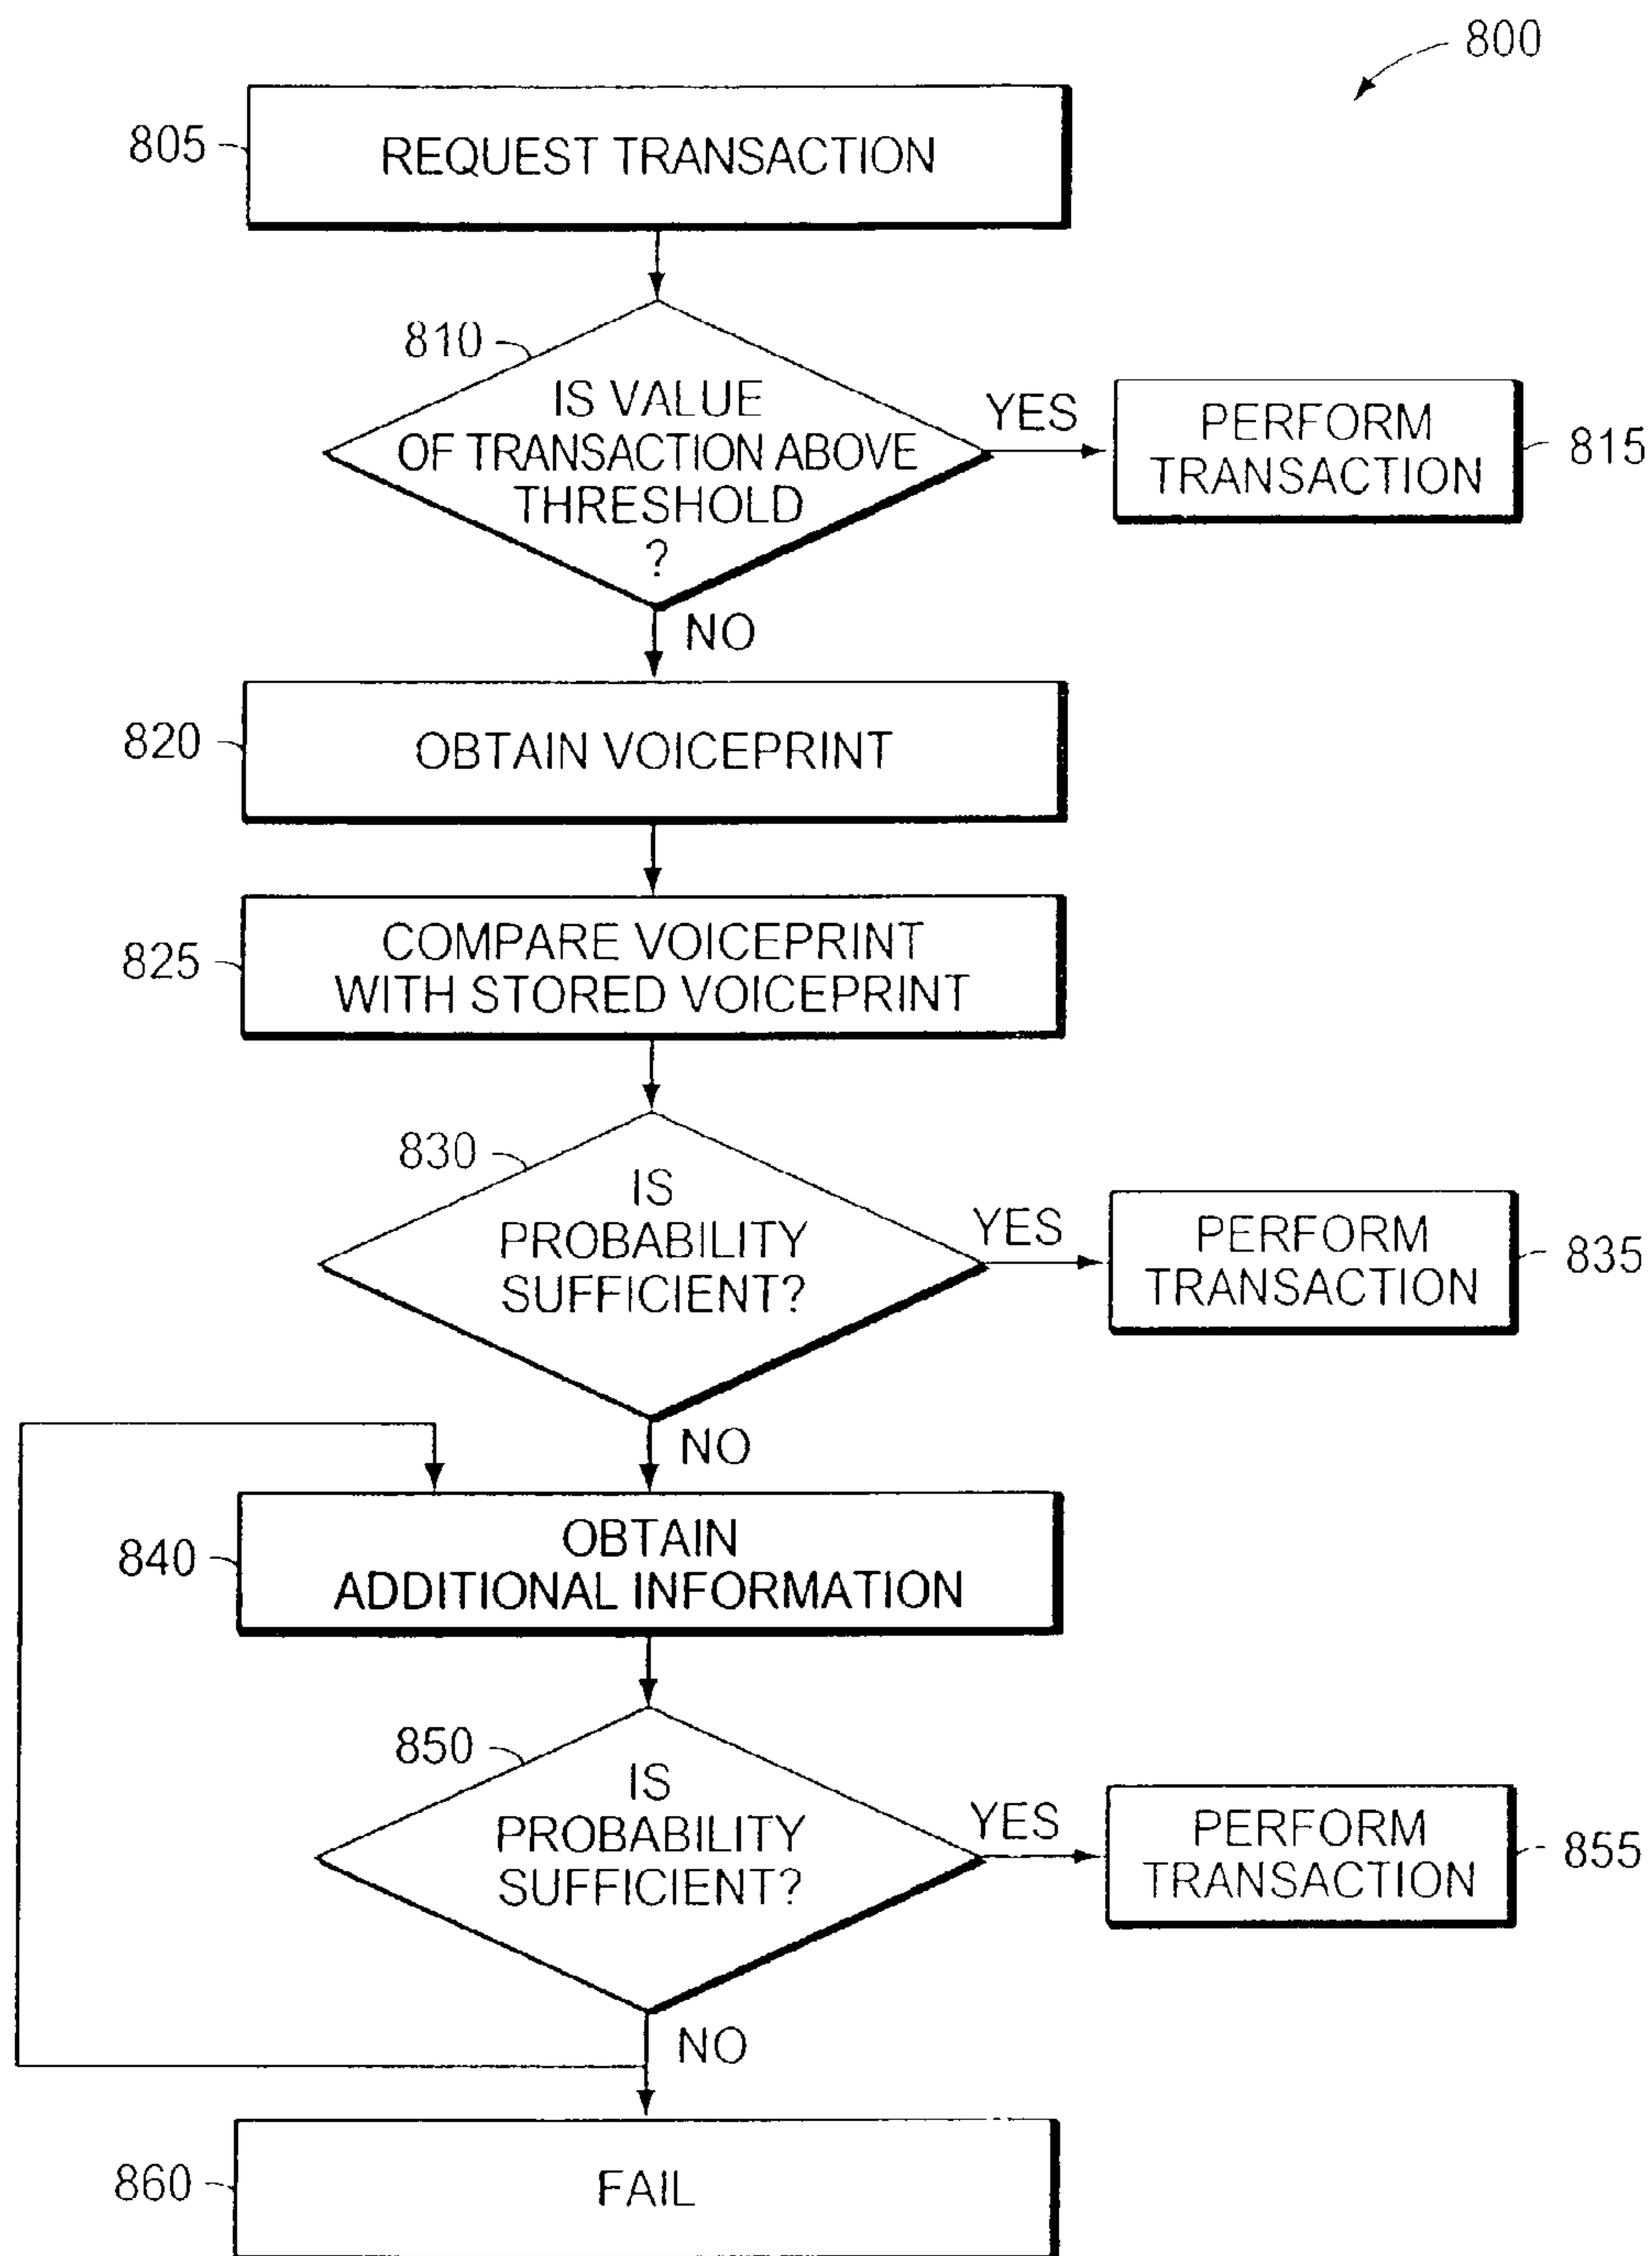 800
805
REQUEST TRANSACTION
810
IS VALUE
OF TRANSACTION ABOVE
THRESHOLD
?
YES
PERFORM
TRANSACTION
815
NO
820
OBTAIN VOICEPRINT
825
COMPARE VOICEPRINT
WITH STORED VOICEPRINT
830
IS
PROBABILITY
SUFFICIENT?
YES
PERFORM
TRANSACTION
835
NO
840
OBTAIN
ADDITIONAL INFORMATION
850
IS
PROBABILITY
SUFFICIENT?
YES
PERFORM
TRANSACTION
855
NO
860
FAIL